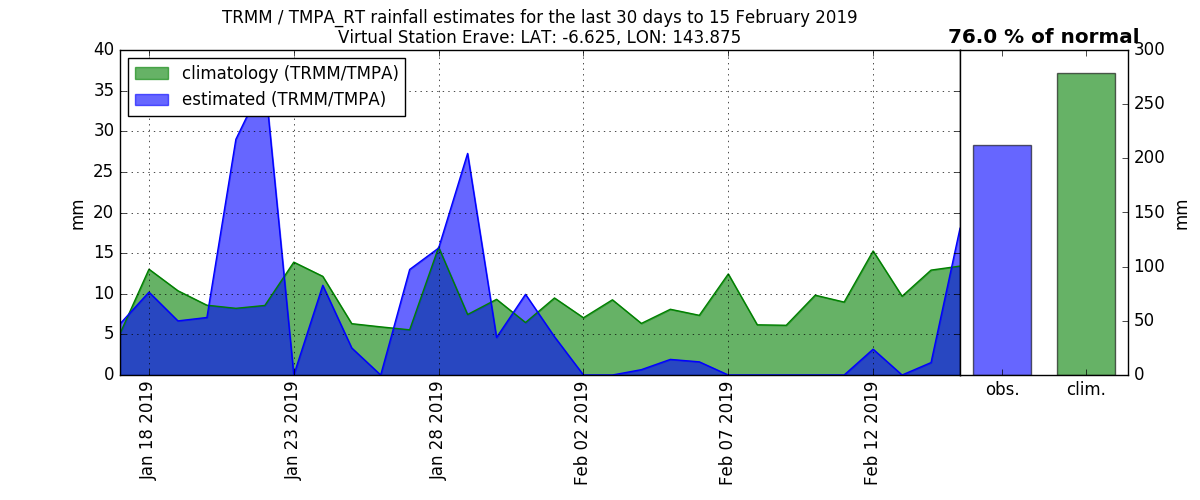 TRMM / TMPA_RT rainfall estimates for the last 30 days to 15 February 2019
Virtual Station Erave: LAT: -6.625, LON: 143.875
76.0 % of normal
climatology (TRMM/TMPA)
estimated (TRMM/TMPA)
mm
40
35
30
25
20
15
10
5
0
Jan 18 2019
Jan 23 2019
Jan 28 2019
Feb 02 2019
Feb 07 2019
Feb 12 2019
obs.
clim.
300
250
200
150
100
50
0
mm